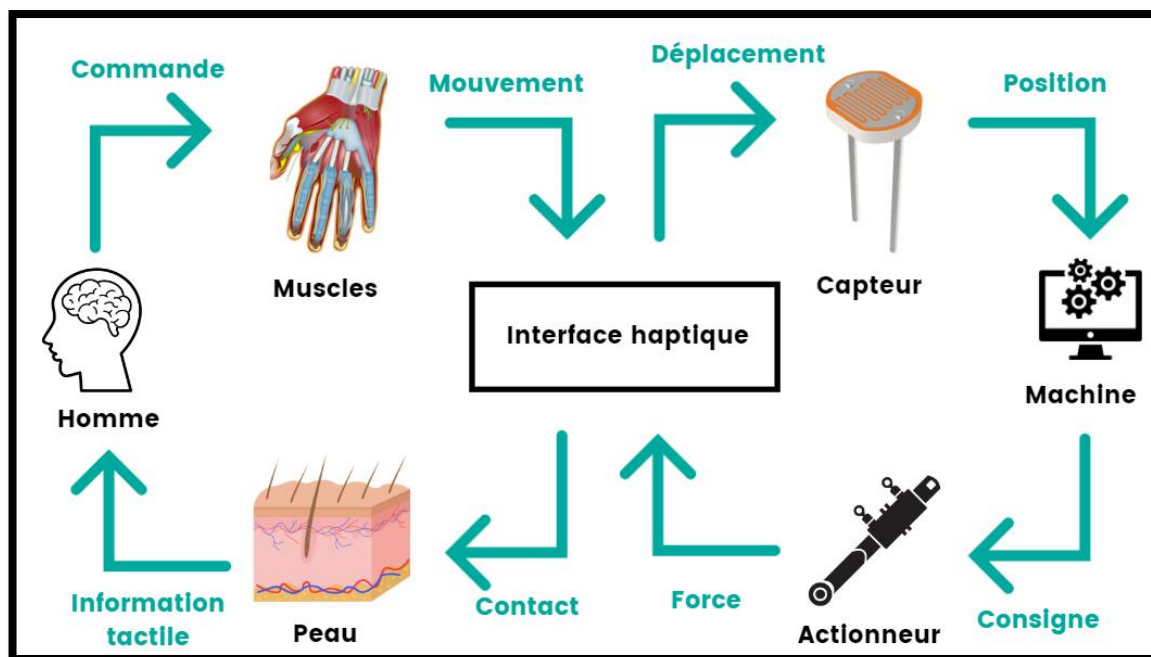 Commande
Mouvement
Déplacement
Position
Muscles
Capteur
Interface haptique
Homme
Machine
Information
tactile
Peau
Contact
Force
Actionneur
Consigne